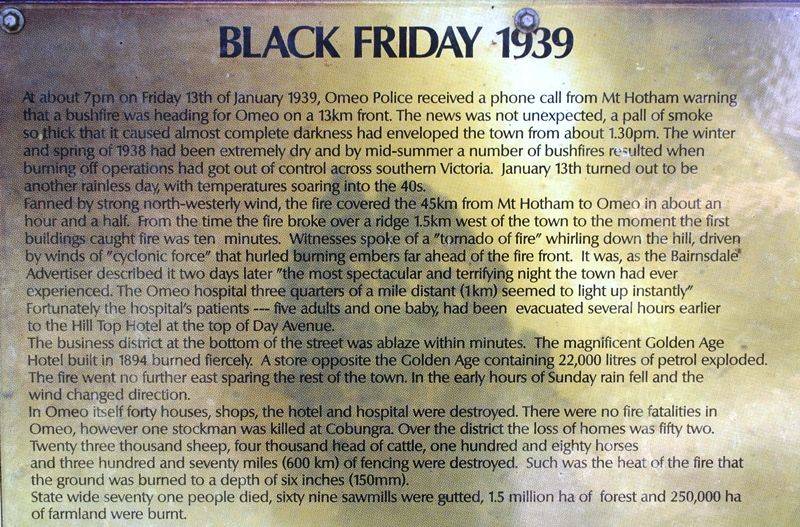 BLACK FRIDAY 1939
At about 7pm on Friday 13th of January 1939, Omeo Police received a phone call from Mt Hotham warning
that a bushfire was heading for Omeo on a 13km front. The news was not unexpected, a pall of smoke
so thick that it caused almost complete darkness had enveloped the town from about 1.30pm. The winter
and spring of 1938 had been extremely dry and by mid-summer a number of bushfires resulted when
burning off operations had got out of control across southern Victoria. January 13th turned out to be
another rainless day, with temperatures soaring into the 40s.
Fanned by strong north-westerly wind, the fire covered the 45km from Mt Hotham to Omeo in about an
hour and a half. From the time the fire broke over a ridge 1.5km west of the town to the moment the first
buildings caught fire was ten minutes. Witnesses spoke of a "tornado of fire" whirling down the hill, driven
by winds of "cyclonic force" that hurled burning embers far ahead of the fire front. It was, as the Bairnsdale
Advertiser described it two days later "the most spectacular and terrifying night the town had ever
experienced. The Omeo hospital three quarters of a mile distant (1km) seemed to light up instantly"
Fortunately the hospital's patients --- five adults and one baby, had been evacuated several hours earlier
to the Hill Top Hotel at the top of Day Avenue.
The business district at the bottom of the street was ablaze within minutes. The magnificent Golden Age
Hotel built in 1894 burned fiercely. A store opposite the Golden Age containing 22,000 litres of petrol exploded.
The fire went no further east sparing the rest of the town. In the early hours of Sunday rain fell and the
wind changed direction.
In Omeo itself forty houses, shops, the hotel and hospital were destroyed. There were no fire fatalities in
Omeo, however one stockman was killed at Cobungra. Over the district the loss of homes was fifty two.
Twenty three thousand sheep, four thousand head of cattle, one hundred and eighty horses
and three hundred and seventy miles (600 km) of fencing were destroyed. Such was the heat of the fire that
the ground was burned to a depth of six inches (150mm).
State wide seventy one people died, sixty nine sawmills were gutted, 1.5 million ha of forest and 250,000 ha
of farmland were burnt.